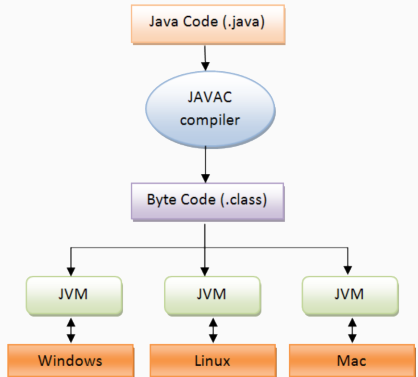 Java Code (.java)
JAVAC
compiler
Byte Code (.class)
JVM
JVM
JVM
Windows
Linux
Mac